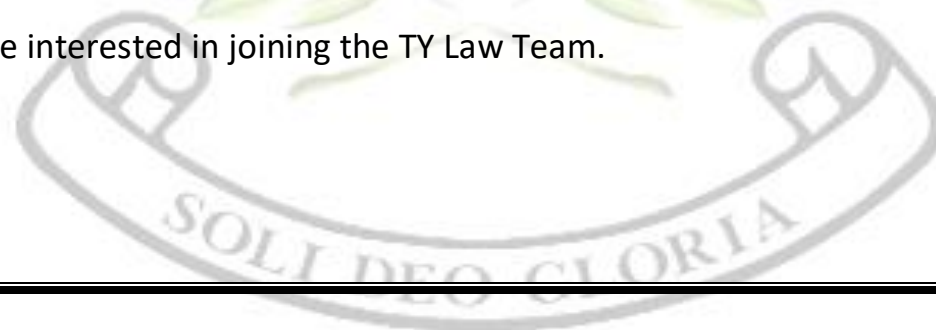 e interested in joining the TY Law Team.
SOLI DEO GLORIA